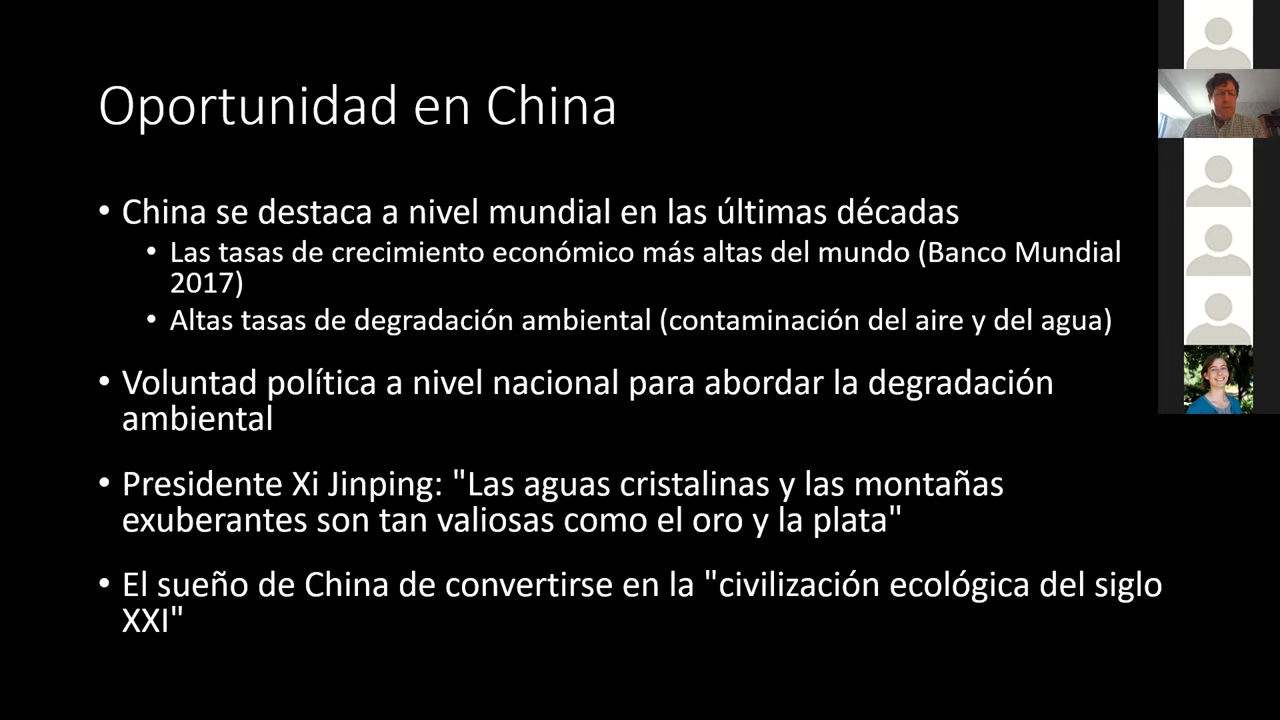 Oportunidad en China
• China se destaca a nivel mundial en las últimas décadas
• Las tasas de crecimiento económico más altas del mundo (Banco Mundial
2017)
• Altas tasas de degradación ambiental (contaminación del aire y del agua)
• Voluntad política a nivel nacional para abordar la degradación
ambiental
• Presidente Xi Jinping: "Las aguas cristalinas y las montañas
exuberantes son tan valiosas como el oro y la plata"
• El sueño de China de convertirse en la "civilización ecológica del siglo
XXI"